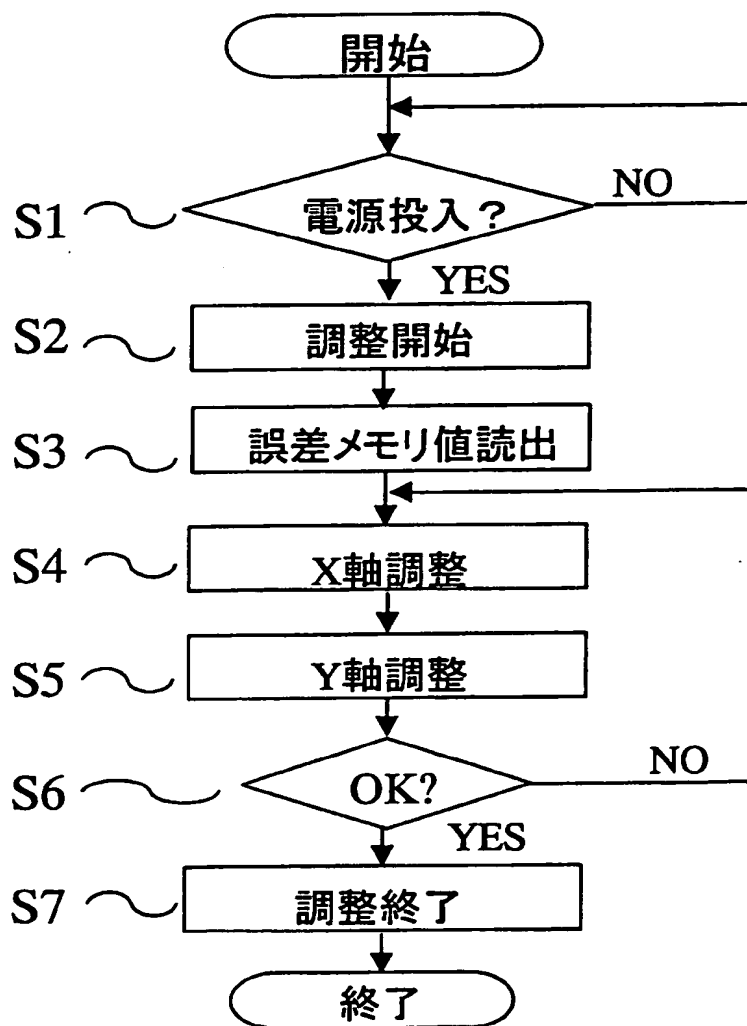 開始
NO
S1
電源投入？
YES
S2
調整開始
S3
誤差メモリ値読出
S4
X軸調整
S5
Y軸調整
NO
S6
OK?
YES
S7
調整終了
終了